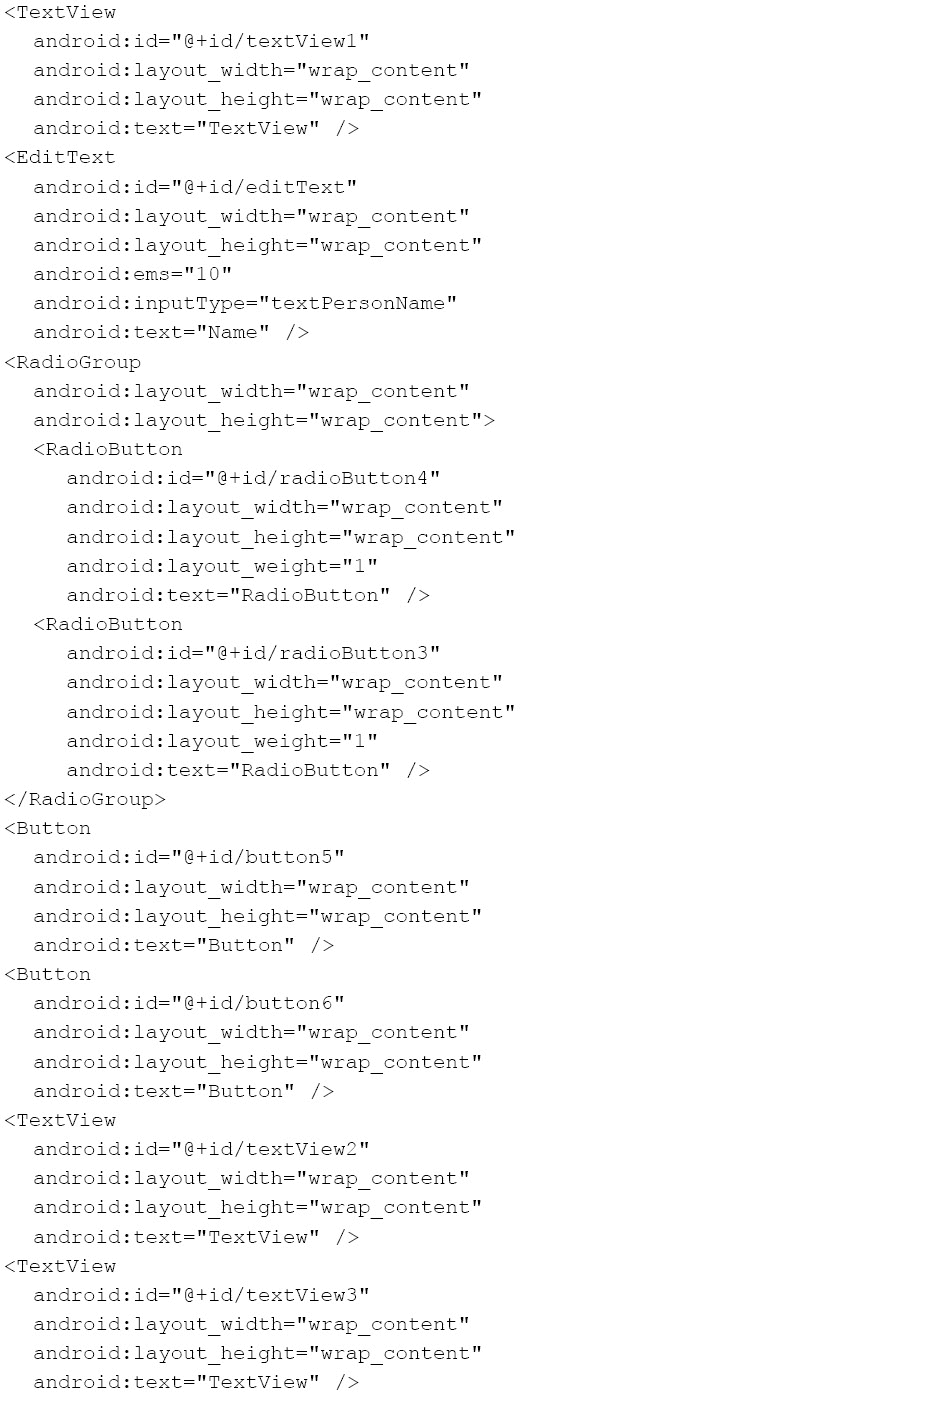 <TextView
android:id="@+id/textView1"
android:layout_width="wrap_content"
android:layout_height="wrap_content"
android:text="TextView" />
<EditText
android:id="@+id/editText"
android:layout_width="wrap_content"
android:layout_height="wrap_content"
android:ems="10"
android:inputType="textPersonName"
android:text="Name" />
<RadioGroup
android:layout_width="wrap_content"
android:layout_height="wrap_content">
<RadioButton
android:id="@+id/radioButton4"
android:layout_width="wrap_content"
android:layout_height="wrap_content"
android:layout_weight="1"
android:text="RadioButton" />
<RadioButton
android:id="@+id/radioButton3"
android:layout_width="wrap_content"
android:layout_height="wrap_content"
android:layout_weight="1"
android:text="RadioButton" />
</RadioGroup>
<Button
android:id="@+id/button5"
android:layout_width="wrap_content"
android:layout_height="wrap_content"
android:text="Button" />
<Button
android:id="@+id/button6"
android:layout_width="wrap_content"
android:layout_height="wrap_content"
android:text="Button" />
<TextView
android:id="@+id/textView2"
android:layout_width="wrap_content"
android:layout_height="wrap_content"
android:text="TextView" />
<TextView
android:id="@+id/textView3"
android:layout_width="wrap_content"
android:layout_height="wrap_content"
android:text="TextView" />